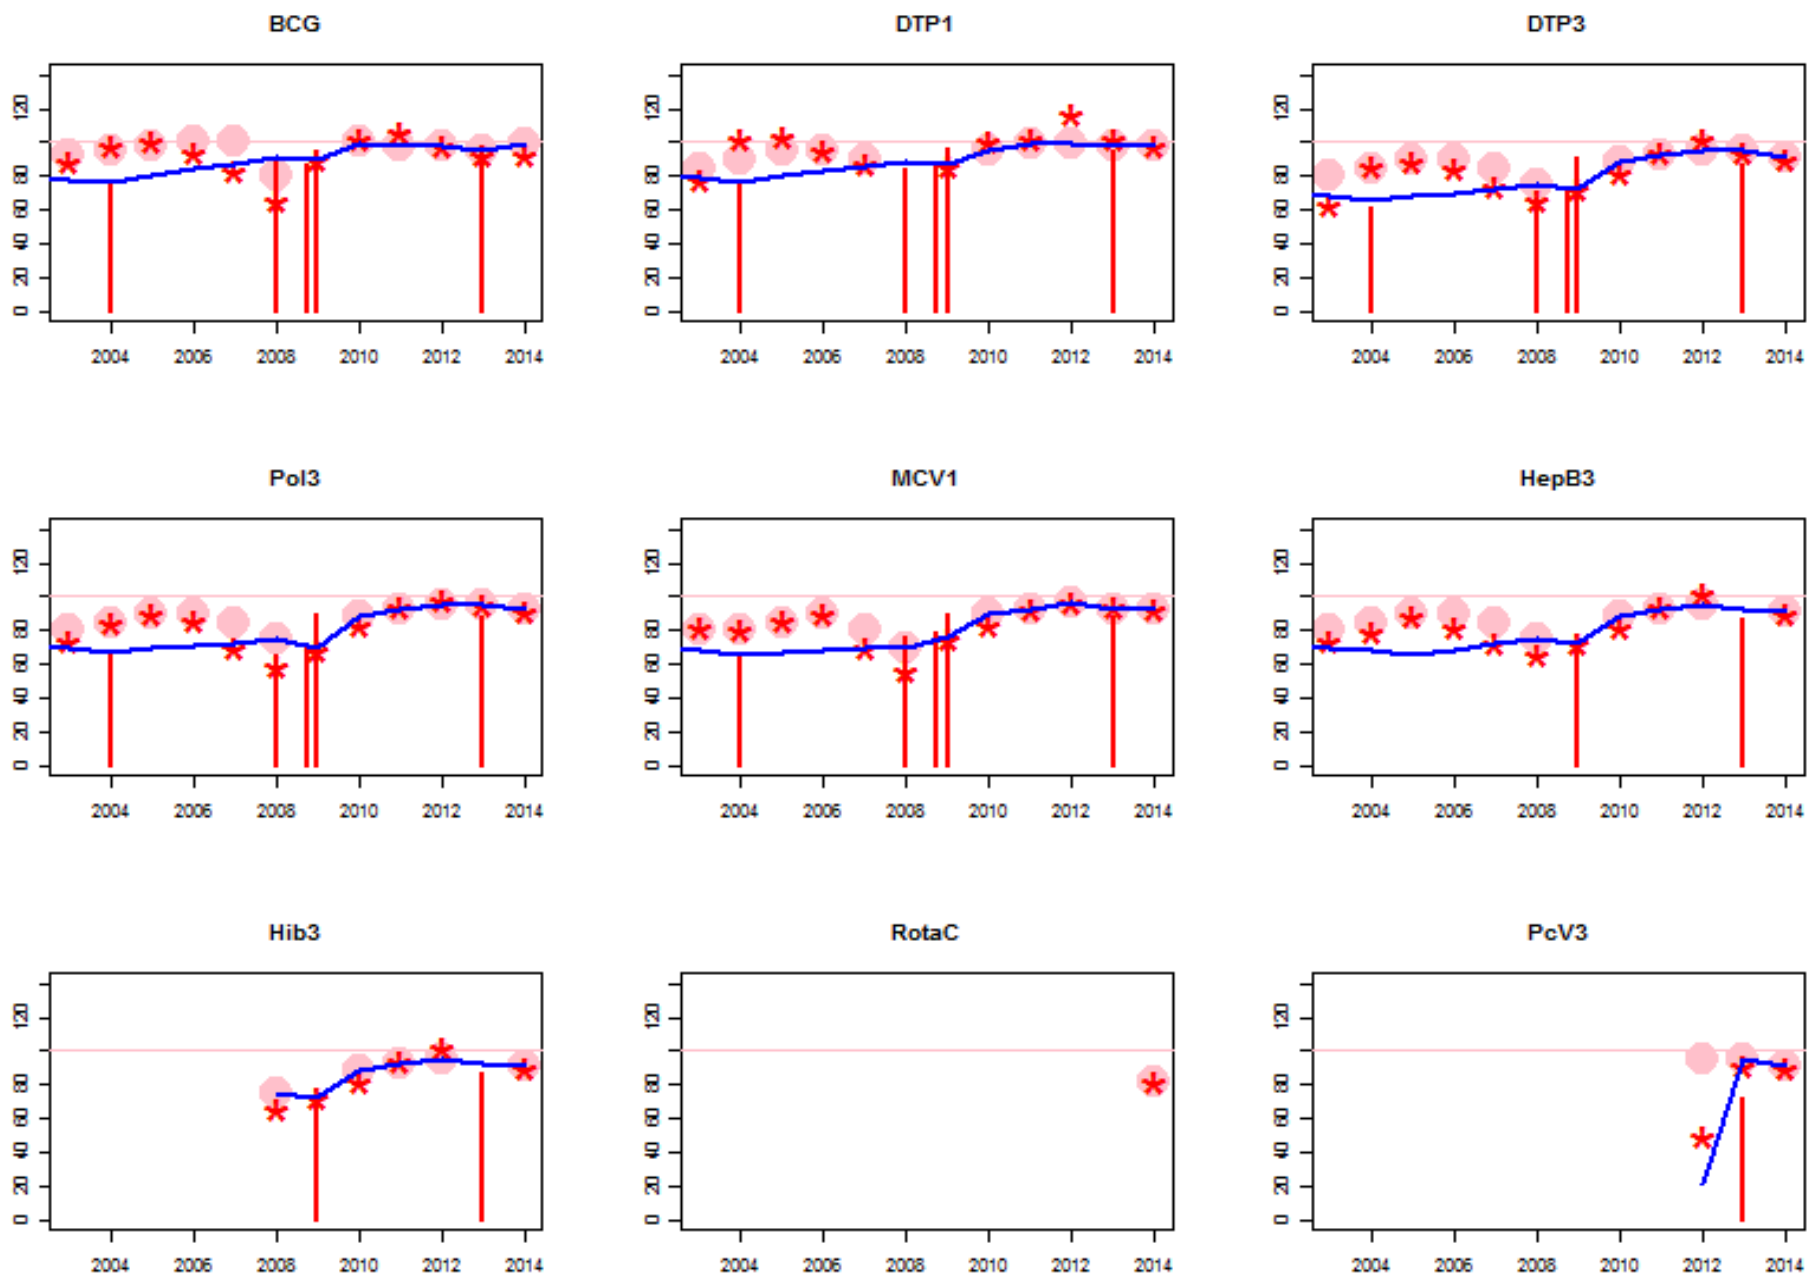 BCG DTP1 DTP3
0 20 40 60 80 120 0 20 40 60 80 120 0 20 40 60 80 120
2004 2006 2008 2010 2012 2014 2004 2006 2008 2010 2012 2014 2004 2006 2008 2010 2012 2014
Pol3 MCV1 HepB3
0 20 40 60 80 120 0 20 40 60 80 120 0 20 40 60 80 120
2004 2006 2008 2010 2012 2014 2004 2006 2008 2010 2012 2014 2004 2006 2008 2010 2012 2014
Hib3 RotaC PcV3
0 20 40 60 80 120 0 20 40 60 80 120 0 20 40 60 80 120
2004 2006 2008 2010 2012 2014 2004 2006 2008 2010 2012 2014 2004 2006 2008 2010 2012 2014